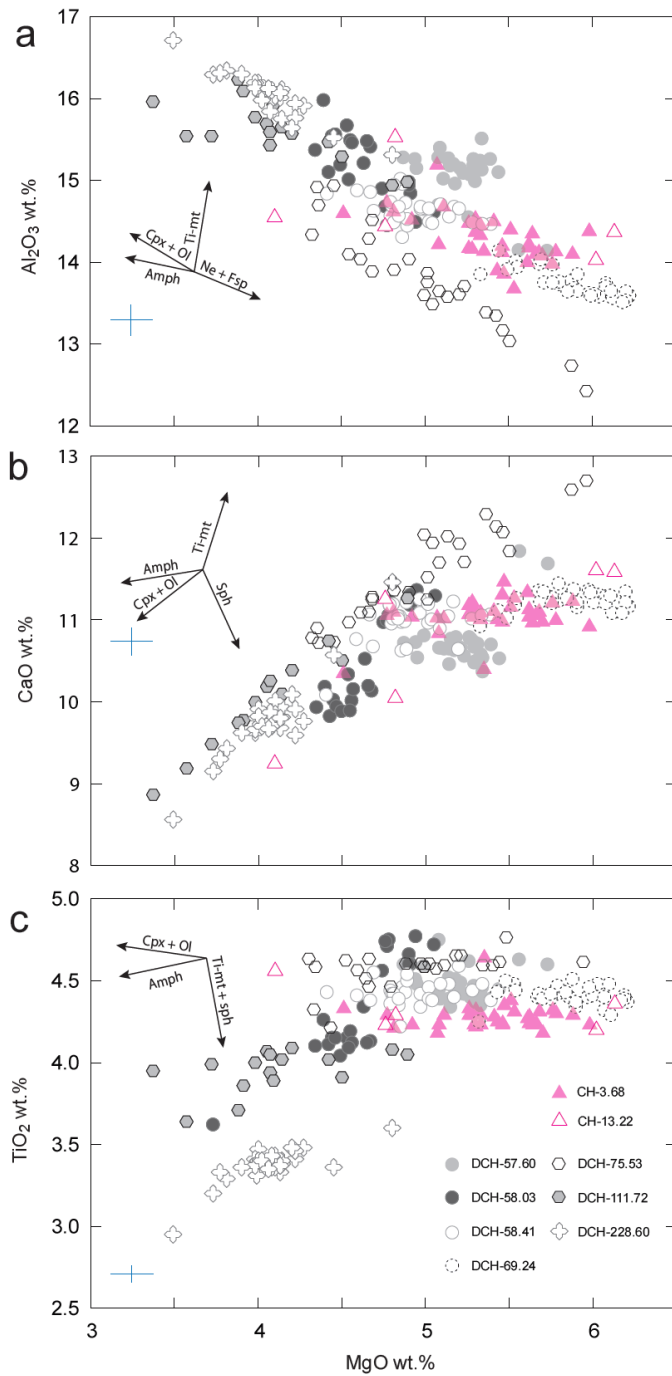 a
17
16
15
14
13
12
Al₂O₃ wt.%
Ti-mt
Cpx + Ol
Amph
Ne + Fsp
b
13
12
11
10
9
8
CaO wt.%
Ti-mt
Amph
Cpx + Ol
Sph
c
5.0
4.5
4.0
3.5
3.0
2.5
TiO₂ wt.%
Cpx + Ol
Amph
Ti-mt + sph
CH-3.68
CH-13.22
DCH-57.60
DCH-75.53
DCH-58.03
DCH-111.72
DCH-58.41
DCH-228.60
DCH-69.24
3 4 5 6
MgO wt.%